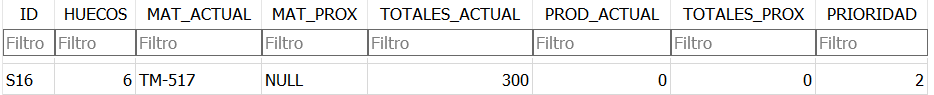 ID HUECOS MAT_ACTUAL MAT_PROX TOTALES_ACTUAL PROD_ACTUAL TOTALES_PROX PRIORIDAD
Filtro Filtro Filtro Filtro Filtro Filtro Filtro Filtro
S16 6 TM-517 NULL 300 0 0 2